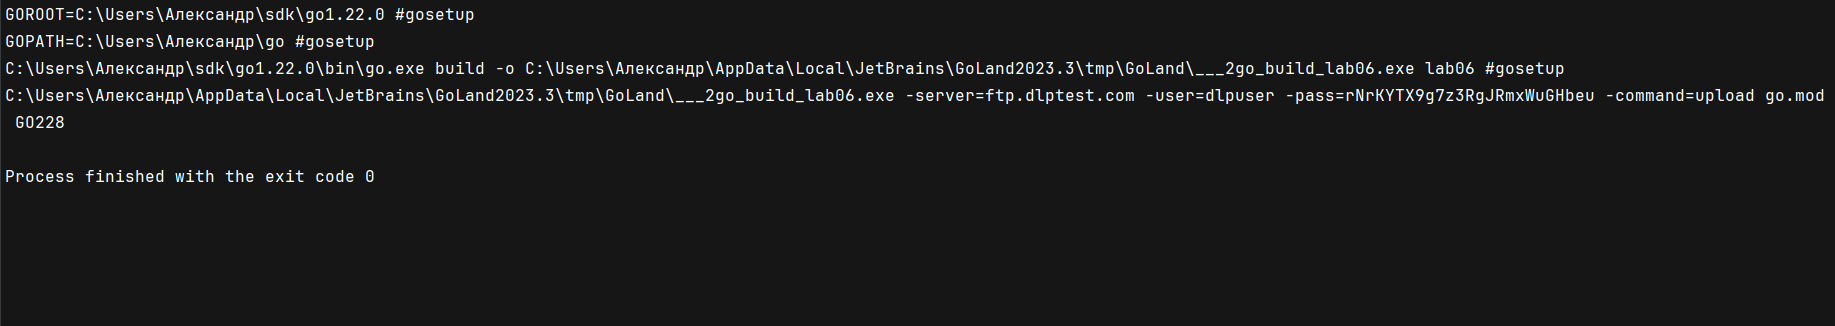 GOROOT=C:\Users\Александр\sdk\go1.22.0 #gosetup
GOPATH=C:\Users\Александр\go #gosetup
C:\Users\Александр\sdk\go1.22.0\bin\go.exe build -o C:\Users\Александр\AppData\Local\JetBrains\GoLand2023.3\tmp\GoLand\___2go_build_lab06.exe lab06 #gosetup
C:\Users\Александр\AppData\Local\JetBrains\GoLand2023.3\tmp\GoLand\___2go_build_lab06.exe -server=ftp.dlptest.com -user=dlpuser -pass=rNrKYTX9g7z3RgJRmxWuGHbeu -command=upload go.mod
GO228
Process finished with the exit code 0